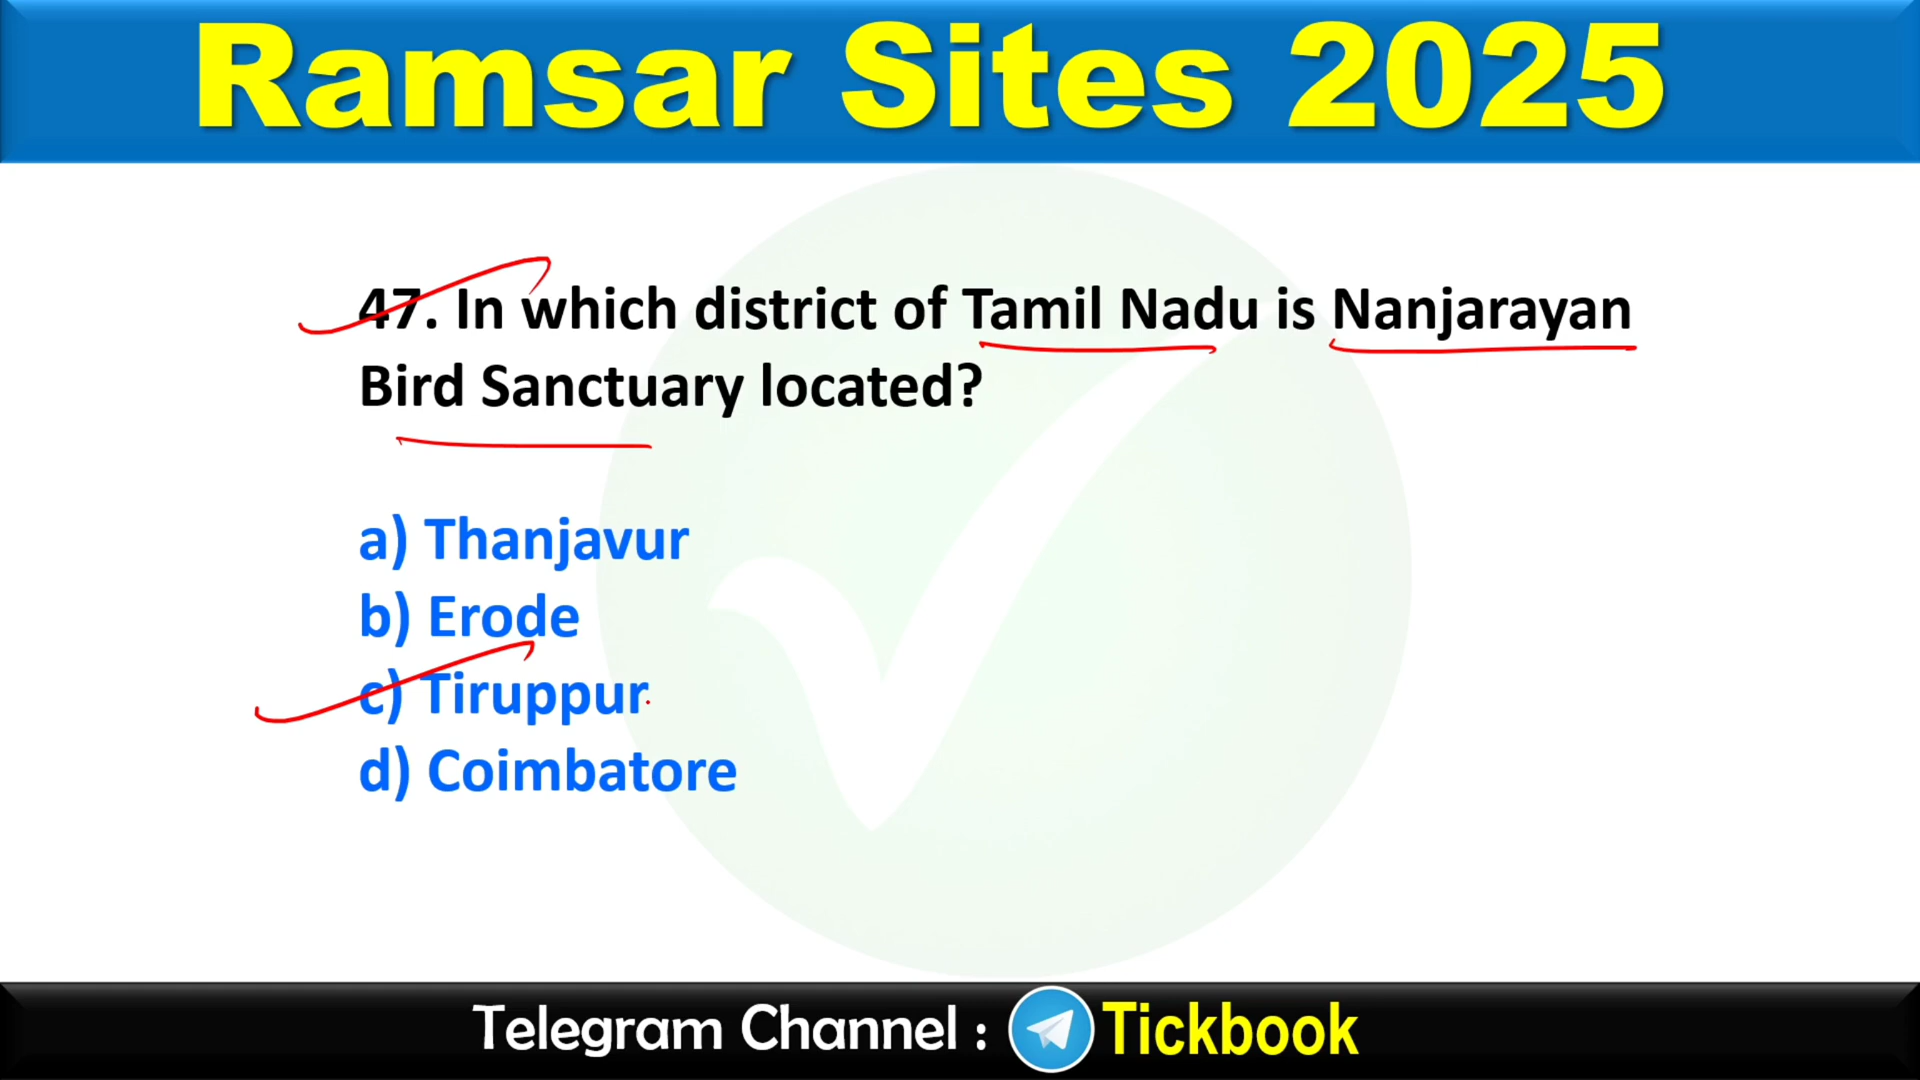 Ramsar Sites 2025
47. In which district of Tamil Nadu is Nanjarayan
Bird Sanctuary located?
a) Thanjavur
b) Erode
c) Tiruppur
d) Coimbatore
Telegram Channel : Tickbook